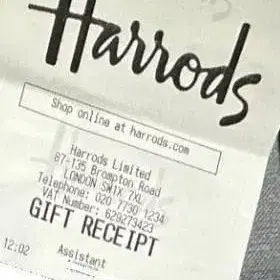 Harrods
Shop online at harrods.com
Harrods Limited
87-135 Brompton Road
LONDON SW1X 7XL
Telephone: 020 7730 1234
VAT Number: 629273423
GIFT RECEIPT
12:02 Assistant